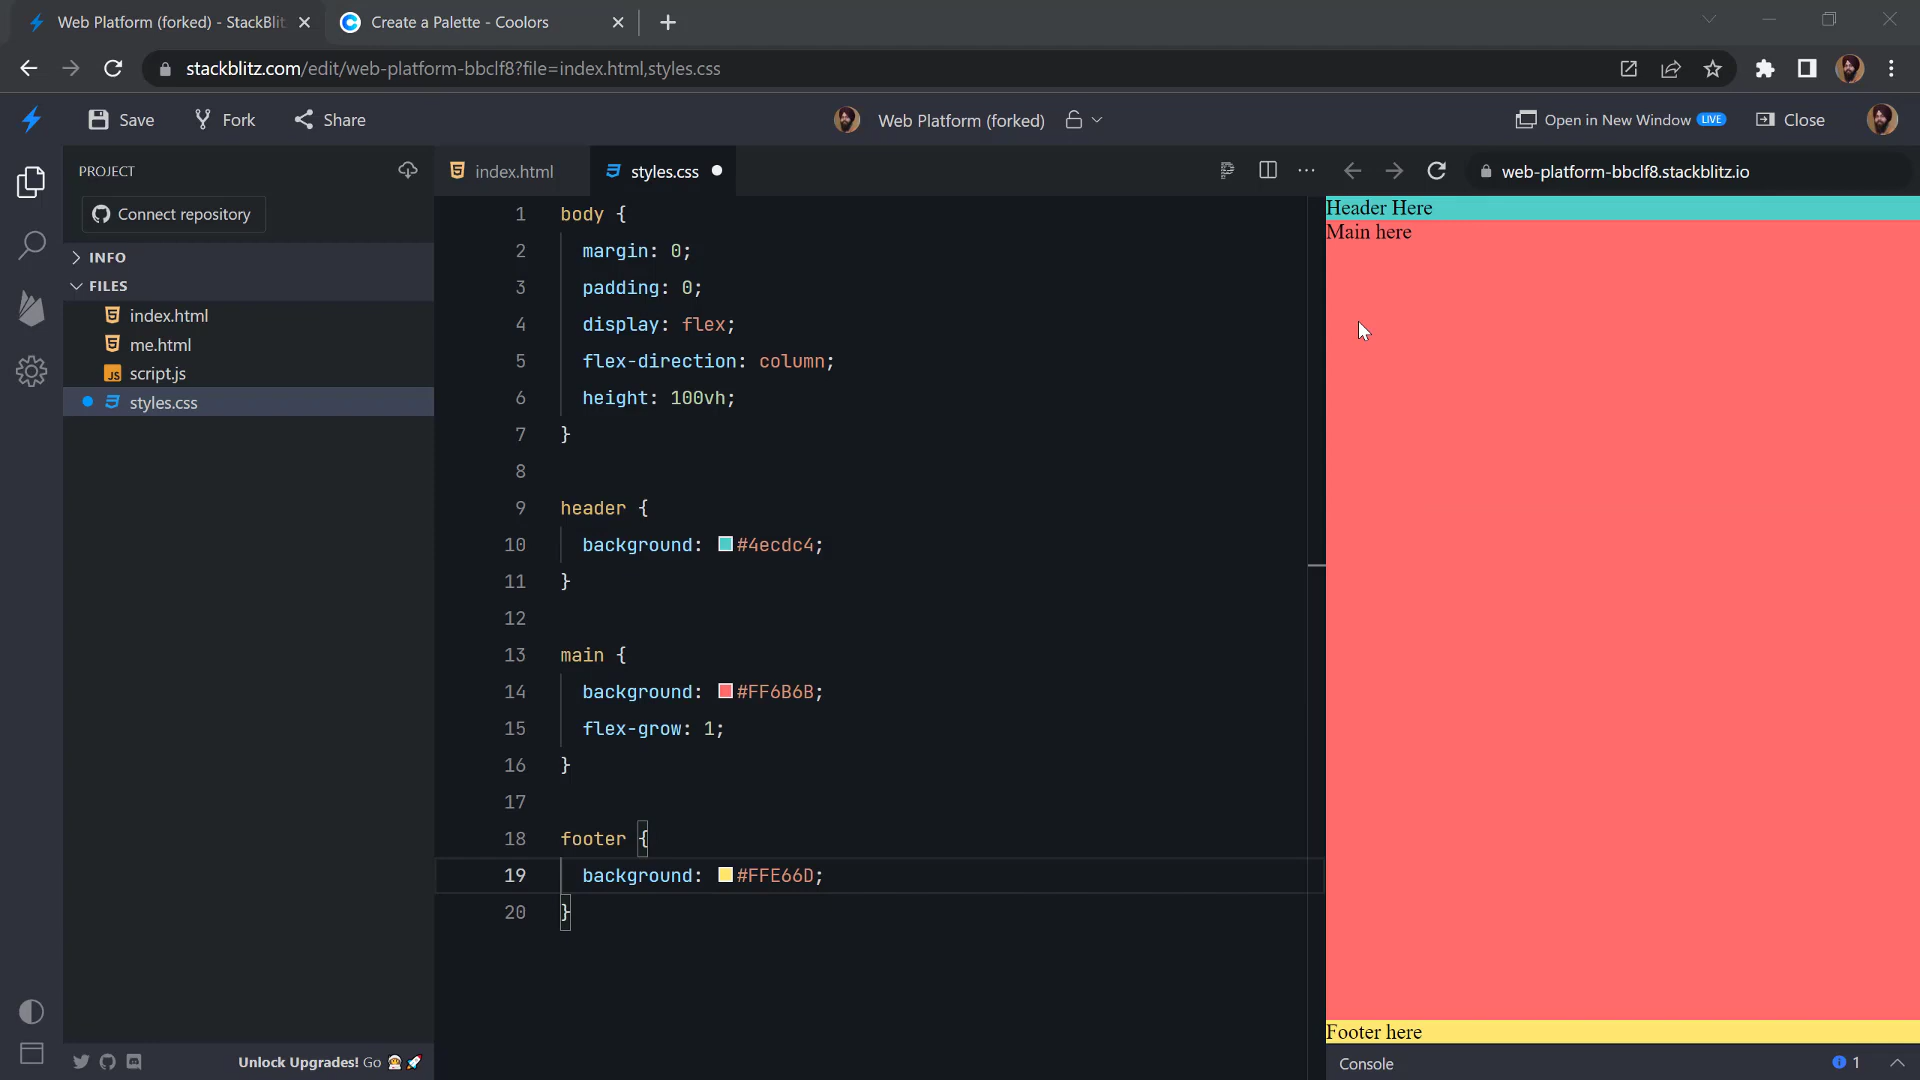 Web Platform (forked) - StackBlit
Create a Palette - Coolors
stackblitz.com/edit/web-platform-bbclf8?file=index.html,styles.css
Save
Fork
Share
Web Platform (forked)
Open in New Window LIVE
Close
PROJECT
Connect repository
INFO
FILES
index.html
me.html
JS script.js
styles.css
Unlock Upgrades! Go
index.html
styles.css
1 body {
2 margin: 0;
3 padding: 0;
4 display: flex;
5 flex-direction: column;
6 height: 100vh;
7 }
8
9 header {
10 background: #4ecdc4;
11 }
12
13 main {
14 background: #FF6B6B;
15 flex-grow: 1;
16 }
17
18 footer {
19 background: #FFE66D;
20 }
web-platform-bbclf8.stackblitz.io
Header Here
Main here
Footer here
Console
1